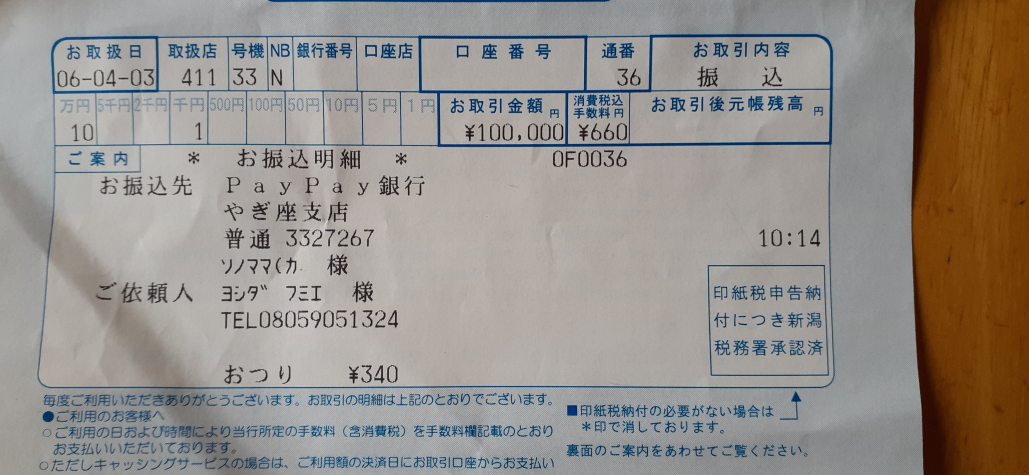 お取扱日 取扱店 号機 NB 銀行番号 口座店 口座番号 通番 お取引内容
06-04-03 411 33 N 36 振込
万円 5千円 2千円 千円 500円 100円 50円 10円 5円 1円 お取引金額円 消費税込手数料円 お取引後元帳残高円
10 1 ¥100,000 ¥660
ご案内 * お振込明細 * 0F0036
お振込先 PayPay銀行
やぎ座支店
普通 3327267 10:14
ソノママ(カ 様
ご依頼人 ヨシダ フミエ 様
TEL08059051324
印紙税申告納
付につき新潟
税務署承認済
おつり ¥340
毎度ご利用いただきありがとうございます。お取引の明細は上記のとおりでございます。
●ご利用のお客様へ
○ご利用の日および時間により当行所定の手数料(含消費税)を手数料欄記載のとおり
お支払いいただいております。
○ただしキャッシングサービスの場合は、ご利用額の決済日にお取引口座からお支払い
■印紙税納付の必要がない場合は
*印で消しております。
裏面のご案内をあわせてご覧ください。